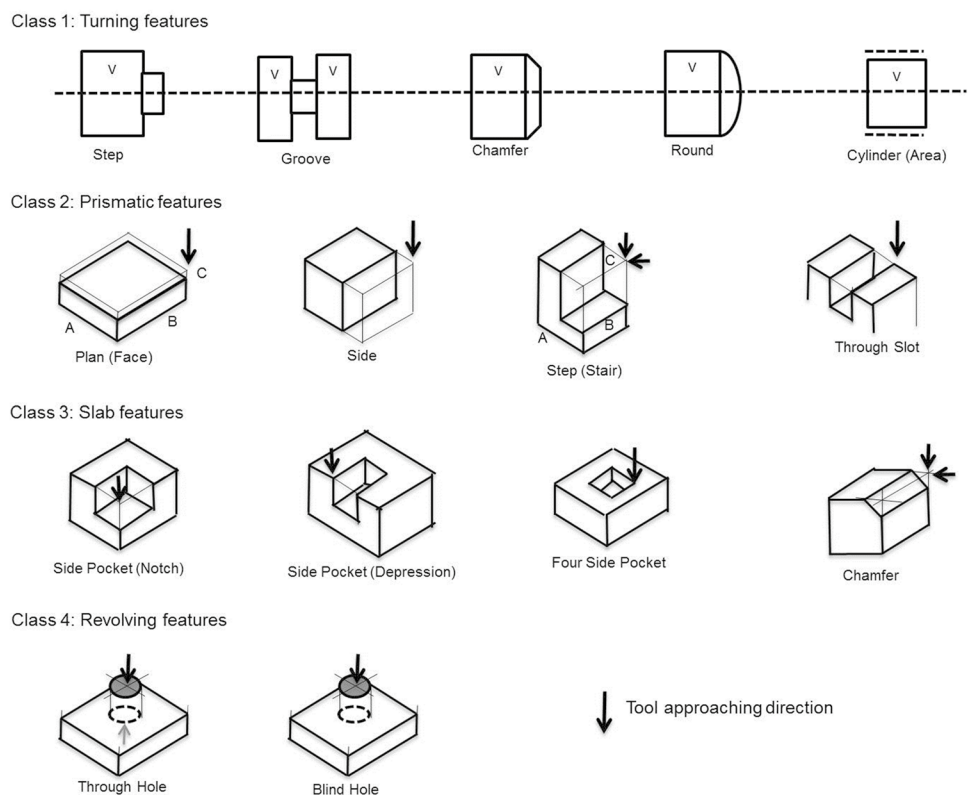 Class 1: Turning features
V
V V
V
V
V
Step
Groove
Chamfer
Round
Cylinder (Area)
Class 2: Prismatic features
C
A
B
Plan (Face)
Side
C
B
A
Step (Stair)
Through Slot
Class 3: Slab features
Side Pocket (Notch)
Side Pocket (Depression)
Four Side Pocket
Chamfer
Class 4: Revolving features
Through Hole
Blind Hole
Tool approaching direction